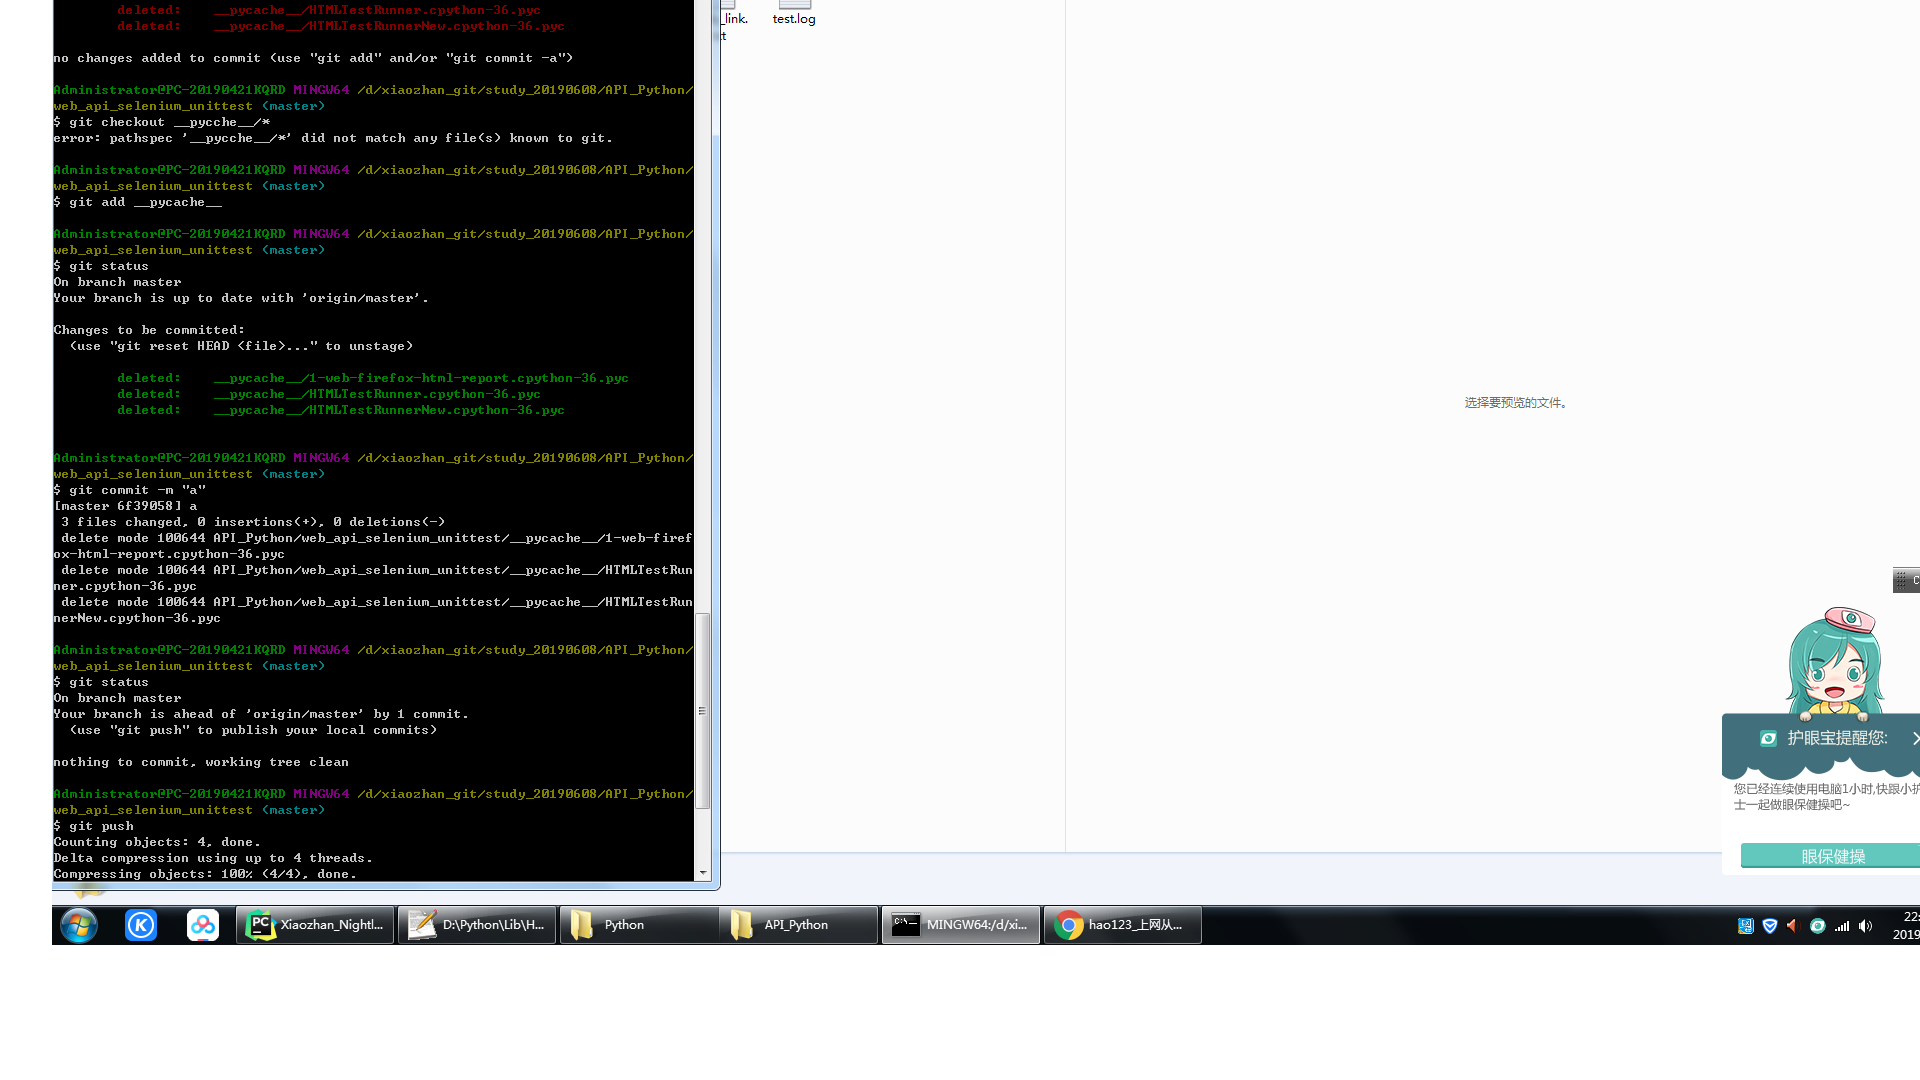 deleted:    __pycache__/HTMLTestRunner.cpython-36.pyc
deleted:    __pycache__/HTMLTestRunnerNew.cpython-36.pyc
no changes added to commit (use "git add" and/or "git commit -a")
Administrator@PC-20190421KQRD MINGW64 /d/xiaozhan_git/study_20190608/API_Python/
web_api_selenium_unittest (master)
$ git checkout __pycche__/*
error: pathspec '__pycche__/*' did not match any file(s) known to git.
Administrator@PC-20190421KQRD MINGW64 /d/xiaozhan_git/study_20190608/API_Python/
web_api_selenium_unittest (master)
$ git add __pycache__
Administrator@PC-20190421KQRD MINGW64 /d/xiaozhan_git/study_20190608/API_Python/
web_api_selenium_unittest (master)
$ git status
On branch master
Your branch is up to date with 'origin/master'.
Changes to be committed:
(use "git reset HEAD <file>..." to unstage)
deleted:    __pycache__/1-web-firefox-html-report.cpython-36.pyc
deleted:    __pycache__/HTMLTestRunner.cpython-36.pyc
deleted:    __pycache__/HTMLTestRunnerNew.cpython-36.pyc
Administrator@PC-20190421KQRD MINGW64 /d/xiaozhan_git/study_20190608/API_Python/
web_api_selenium_unittest (master)
$ git commit -m "a"
[master 6f39058] a
3 files changed, 0 insertions(+), 0 deletions(-)
delete mode 100644 API_Python/web_api_selenium_unittest/__pycache__/1-web-firef
ox-html-report.cpython-36.pyc
delete mode 100644 API_Python/web_api_selenium_unittest/__pycache__/HTMLTestRun
ner.cpython-36.pyc
delete mode 100644 API_Python/web_api_selenium_unittest/__pycache__/HTMLTestRun
nerNew.cpython-36.pyc
Administrator@PC-20190421KQRD MINGW64 /d/xiaozhan_git/study_20190608/API_Python/
web_api_selenium_unittest (master)
$ git status
On branch master
Your branch is ahead of 'origin/master' by 1 commit.
(use "git push" to publish your local commits)
nothing to commit, working tree clean
Administrator@PC-20190421KQRD MINGW64 /d/xiaozhan_git/study_20190608/API_Python/
web_api_selenium_unittest (master)
$ git push
Counting objects: 4, done.
Delta compression using up to 4 threads.
Compressing objects: 100% (4/4), done.
_link.
test.log
选择要预览的文件。
护眼宝提醒您:
您已经连续使用电脑1小时,快跟小护
士一起做眼保健操吧~
眼保健操
Xiaozhan_Nightl...
D:\Python\Lib\H...
Python
API_Python
MINGW64:/d/xi...
hao123_上网从...
22:
2019